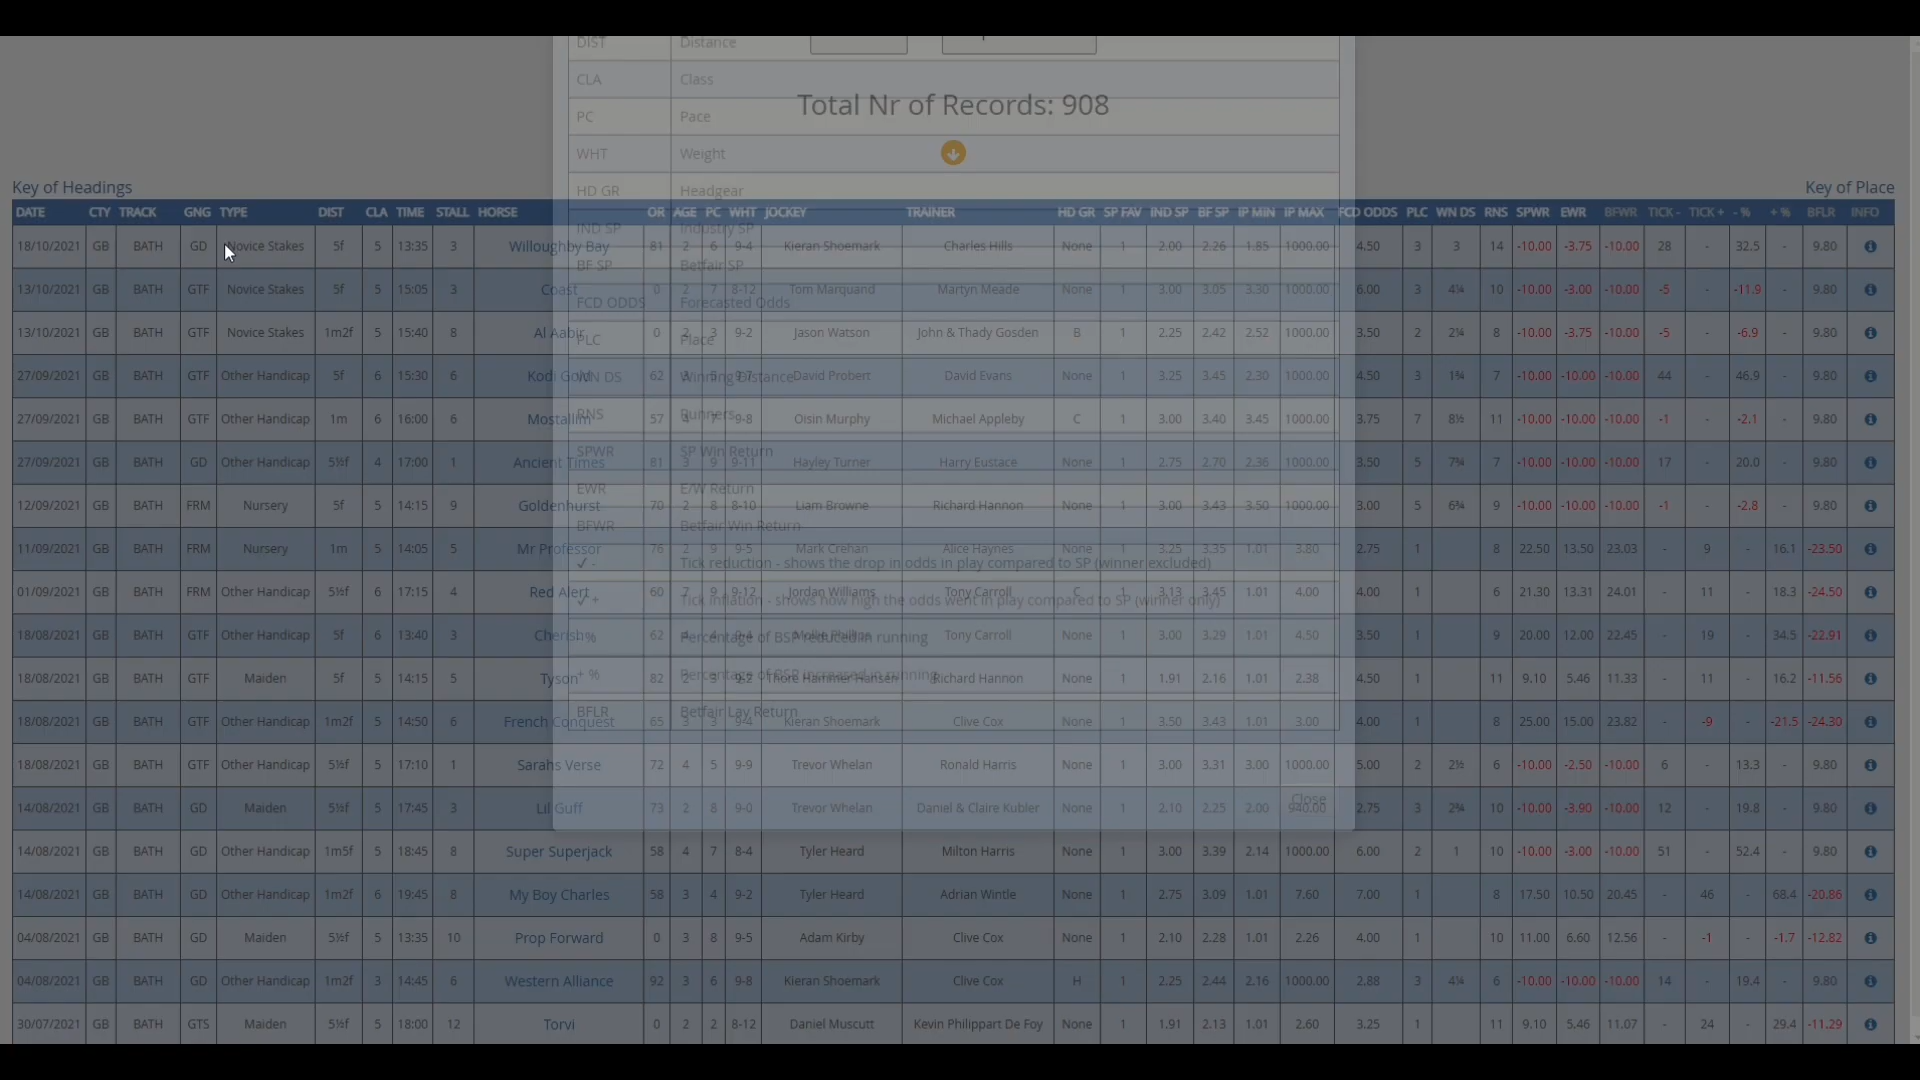 DIST Distance
CLA Class
Total Nr of Records: 908
PC Pace
WHT Weight
HD GR Headgear
IND SP Industry SP
BF SP Betfair SP
FCD ODDS Forecasted Odds
PLC Place
WN DS Winning Distance
RNS Runners
SPWR SP Win Return
EWR E/W Return
BFWR Betfair Win Return
✓ - Tick reduction - shows the drop in odds in play compared to SP (winner excluded)
✓ + Tick inflation - shows how high the odds went in play compared to SP (winner only)
- % Percentage of BSP reduced in running
+ % Percentage of BSP increased in running
BFLR Betfair Lay Return
Close
Key of Headings Key of Place
DATE CTY TRACK GNG TYPE DIST CLA TIME STALL HORSE OR AGE PC WHT JOCKEY TRAINER HD GR SP FAV IND SP BF SP IP MIN IP MAX FCD ODDS PLC WN DS RNS SPWR EWR BFWR TICK - TICK + - % + % BFLR INFO
18/10/2021 GB BATH GD Novice Stakes 5f 5 13:35 3 Willoughby Bay 81 2 6 9-4 Kieran Shoemark Charles Hills None 1 2.00 2.26 1.85 1000.00 4.50 3 3 14 -10.00 -3.75 -10.00 28 - 32.5 - 9.80
13/10/2021 GB BATH GTF Novice Stakes 5f 5 15:05 3 Coast 0 2 7 8-12 Tom Marquand Martyn Meade None 1 3.00 3.05 3.30 1000.00 6.00 3 4¼ 10 -10.00 -3.00 -10.00 -5 - -11.9 - 9.80
13/10/2021 GB BATH GTF Novice Stakes 1m2f 5 15:40 8 Al Aabir 0 2 3 9-2 Jason Watson John & Thady Gosden B 1 2.25 2.42 2.52 1000.00 3.50 2 2¼ 8 -10.00 -3.75 -10.00 -5 - -6.9 - 9.80
27/09/2021 GB BATH GTF Other Handicap 5f 6 15:30 6 Kodi Gold 62 3 5 9-7 David Probert David Evans None 1 3.25 3.45 2.30 1000.00 4.50 3 1¾ 7 -10.00 -10.00 -10.00 44 - 46.9 - 9.80
27/09/2021 GB BATH GTF Other Handicap 1m 6 16:00 6 Mostallim 57 4 7 9-8 Oisin Murphy Michael Appleby C 1 3.00 3.40 3.45 1000.00 3.75 7 8½ 11 -10.00 -10.00 -10.00 -1 - -2.1 - 9.80
27/09/2021 GB BATH GD Other Handicap 5½f 4 17:00 1 Ancient Times 81 3 9 9-11 Hayley Turner Harry Eustace None 1 2.75 2.70 2.36 1000.00 3.50 5 7¾ 7 -10.00 -10.00 -10.00 17 - 20.0 - 9.80
12/09/2021 GB BATH FRM Nursery 5f 5 14:15 9 Goldenhurst 70 2 8 8-10 Liam Browne Richard Hannon None 1 3.00 3.43 3.50 1000.00 3.00 5 6¾ 9 -10.00 -10.00 -10.00 -1 - -2.8 - 9.80
11/09/2021 GB BATH FRM Nursery 1m 5 14:05 5 Mr Professor 76 2 9 9-5 Mark Crehan Alice Haynes None 1 3.25 3.35 1.01 3.80 2.75 1 8 22.50 13.50 23.03 - 9 - 16.1 -23.50
01/09/2021 GB BATH FRM Other Handicap 5½f 6 17:15 4 Red Alert 60 7 9 9-12 Jordan Williams Tony Carroll C 1 3.13 3.45 1.01 4.00 4.00 1 6 21.30 13.31 24.01 - 11 - 18.3 -24.50
18/08/2021 GB BATH GTF Other Handicap 5f 6 13:40 3 Cherish 62 4 4 9-4 Mollie Phillips Tony Carroll None 1 3.00 3.29 1.01 4.50 3.50 1 9 20.00 12.00 22.45 - 19 - 34.5 -22.91
18/08/2021 GB BATH GTF Maiden 5f 5 14:15 5 Tyson 82 2 9-2 Thore Hammer Hansen Richard Hannon None 1 1.91 2.16 1.01 2.38 4.50 1 11 9.10 5.46 11.33 - 11 - 16.2 -11.56
18/08/2021 GB BATH GTF Other Handicap 1m2f 5 14:50 6 French Conquest 65 3 3 9-4 Kieran Shoemark Clive Cox None 1 3.50 3.43 1.01 3.00 4.00 1 8 25.00 15.00 23.82 - -9 - -21.5 -24.30
18/08/2021 GB BATH GTF Other Handicap 5½f 5 17:10 1 Sarahs Verse 72 4 5 9-9 Trevor Whelan Ronald Harris None 1 3.00 3.31 3.00 1000.00 5.00 2 2½ 6 -10.00 -2.50 -10.00 6 - 13.3 - 9.80
14/08/2021 GB BATH GD Maiden 5½f 5 17:45 3 Lil Guff 73 2 8 9-0 Trevor Whelan Daniel & Claire Kubler None 1 2.10 2.25 2.00 940.00 2.75 3 2¾ 10 -10.00 -3.90 -10.00 12 - 19.8 - 9.80
14/08/2021 GB BATH GD Other Handicap 1m5f 5 18:45 8 Super Superjack 58 4 7 8-4 Tyler Heard Milton Harris None 1 3.00 3.39 2.14 1000.00 6.00 2 1 10 -10.00 -3.00 -10.00 51 - 52.4 - 9.80
14/08/2021 GB BATH GD Other Handicap 1m2f 6 19:45 8 My Boy Charles 58 3 4 9-2 Tyler Heard Adrian Wintle None 1 2.75 3.09 1.01 7.60 7.00 1 8 17.50 10.50 20.45 - 46 - 68.4 -20.86
04/08/2021 GB BATH GD Maiden 5½f 5 13:35 10 Prop Forward 0 3 8 9-5 Adam Kirby Clive Cox None 1 2.10 2.28 1.01 2.26 4.00 1 10 11.00 6.60 12.56 - -1 - -1.7 -12.82
04/08/2021 GB BATH GD Other Handicap 1m2f 3 14:45 6 Western Alliance 92 3 6 9-8 Kieran Shoemark Clive Cox H 1 2.25 2.44 2.16 1000.00 2.88 3 4¼ 6 -10.00 -10.00 -10.00 14 - 19.4 - 9.80
30/07/2021 GB BATH GTS Maiden 5½f 5 18:00 12 Torvi 0 2 2 8-12 Daniel Muscutt Kevin Philippart De Foy None 1 1.91 2.13 1.01 2.60 3.25 1 11 9.10 5.46 11.07 - 24 - 29.4 -11.29